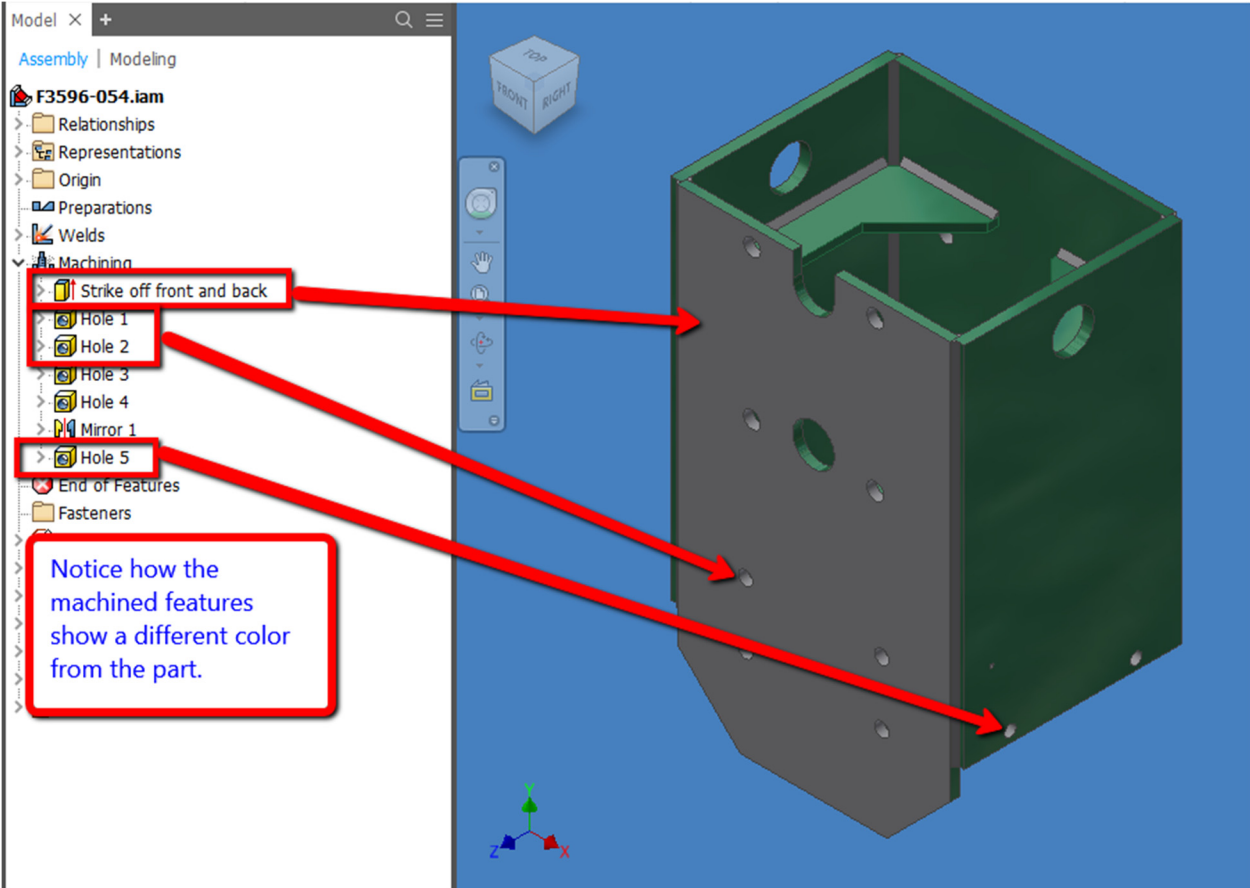 Model
Assembly | Modeling
F3596-054.iam
Relationships
Representations
Origin
Preparations
Welds
Machining
Strike off front and back
Hole 1
Hole 2
Hole 3
Hole 4
Mirror 1
Hole 5
End of Features
Fasteners
Notice how the
machined features
show a different color
from the part.
TOP
FRONT RIGHT
Y
Z X